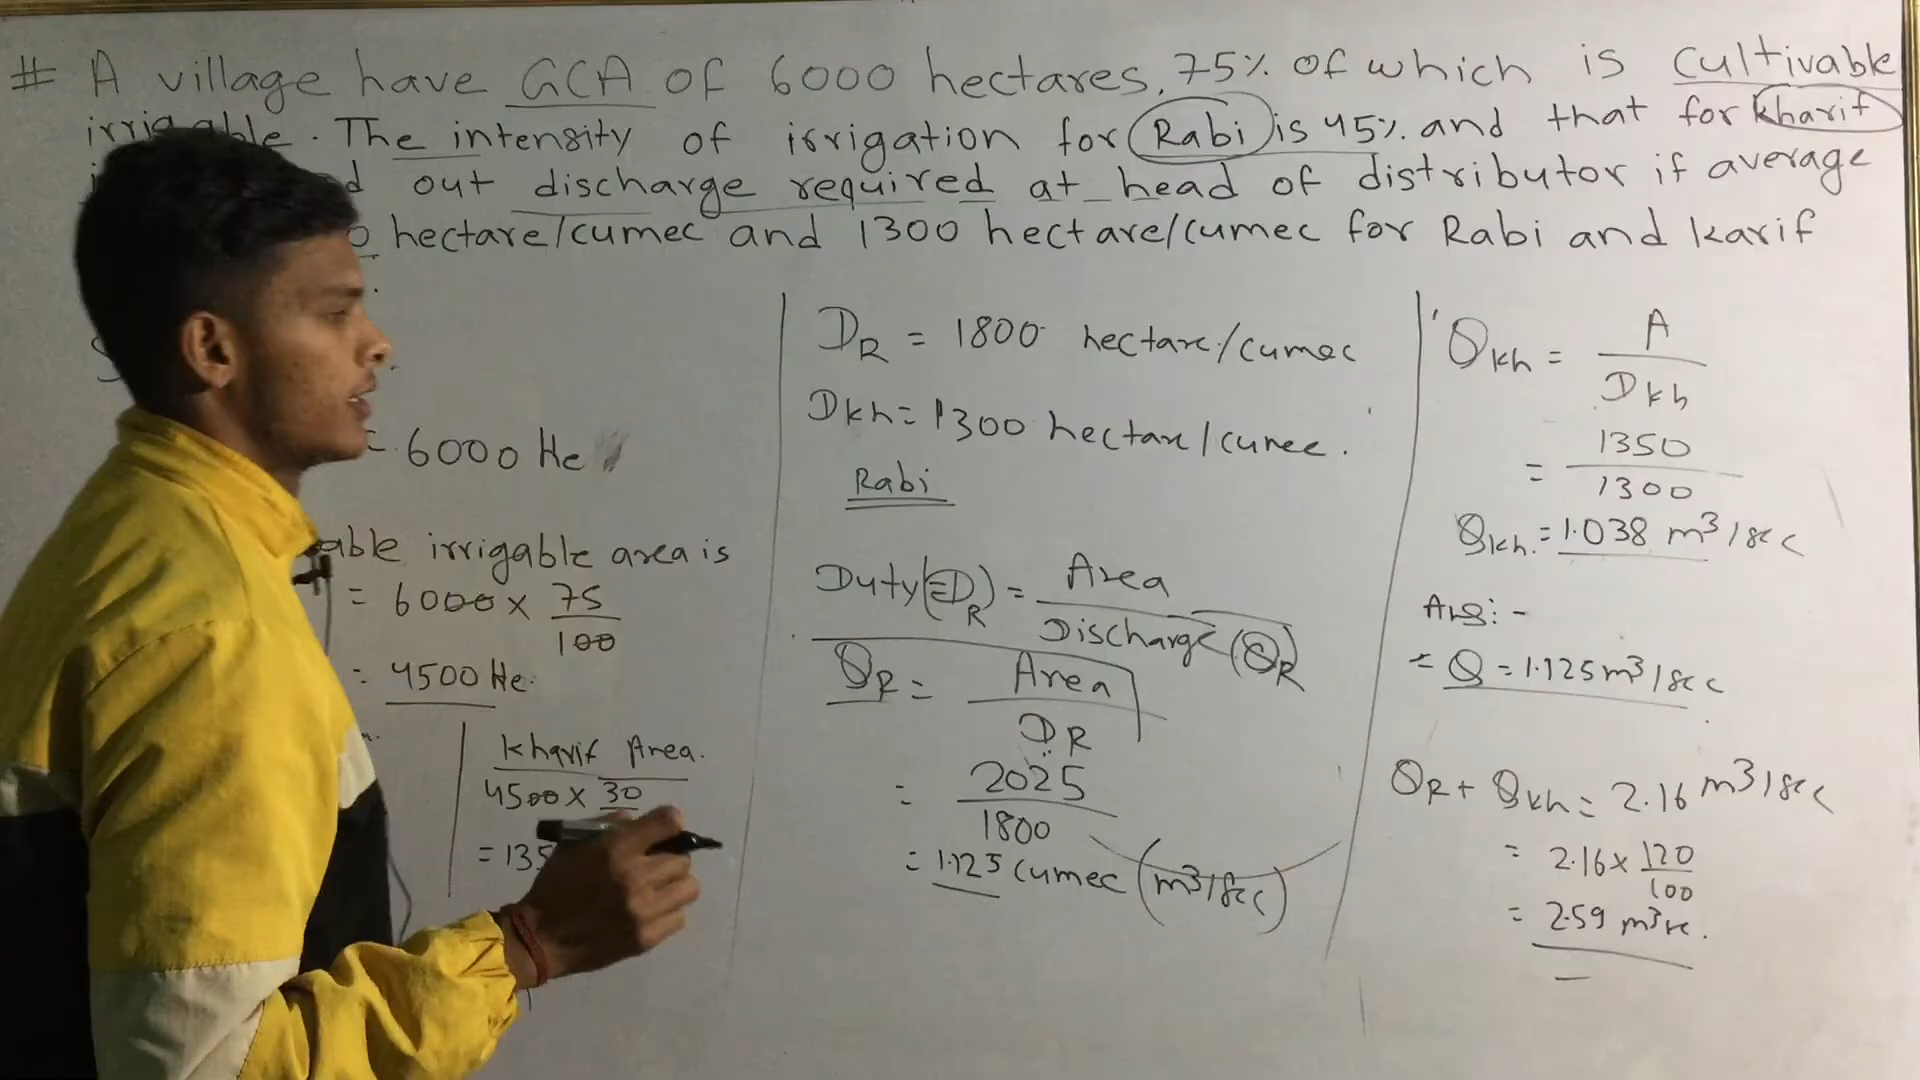 # A village have GCA of 6000 hectares, 75% of which is cultivable
irrigable. The intensity of irrigation for Rabi is 45% and that for kharif
out discharge required at head of distributor if average
hectare/cumec and 1300 hectare/cumec for Rabi and karif
= 6000 He
irrigable area is
= 6000 x 75/100
= 4500 He.
kharif Area.
4500 x 30
= 135
DR = 1800 hectare/cumec
Dkh = 1300 hectare/cumec.
Rabi
Duty (=DR) = Area / Discharge (QR)
QR = Area / DR
= 2025 / 1800
= 1.125 cumec (m3/sec)
Qkh = A / Dkh
= 1350 / 1300
Qkh = 1.038 m3/sec
Ans: -
= Q = 1.125 m3/sec
QR + Qkh = 2.16 m3/sec
= 2.16 x 120/100
= 2.59